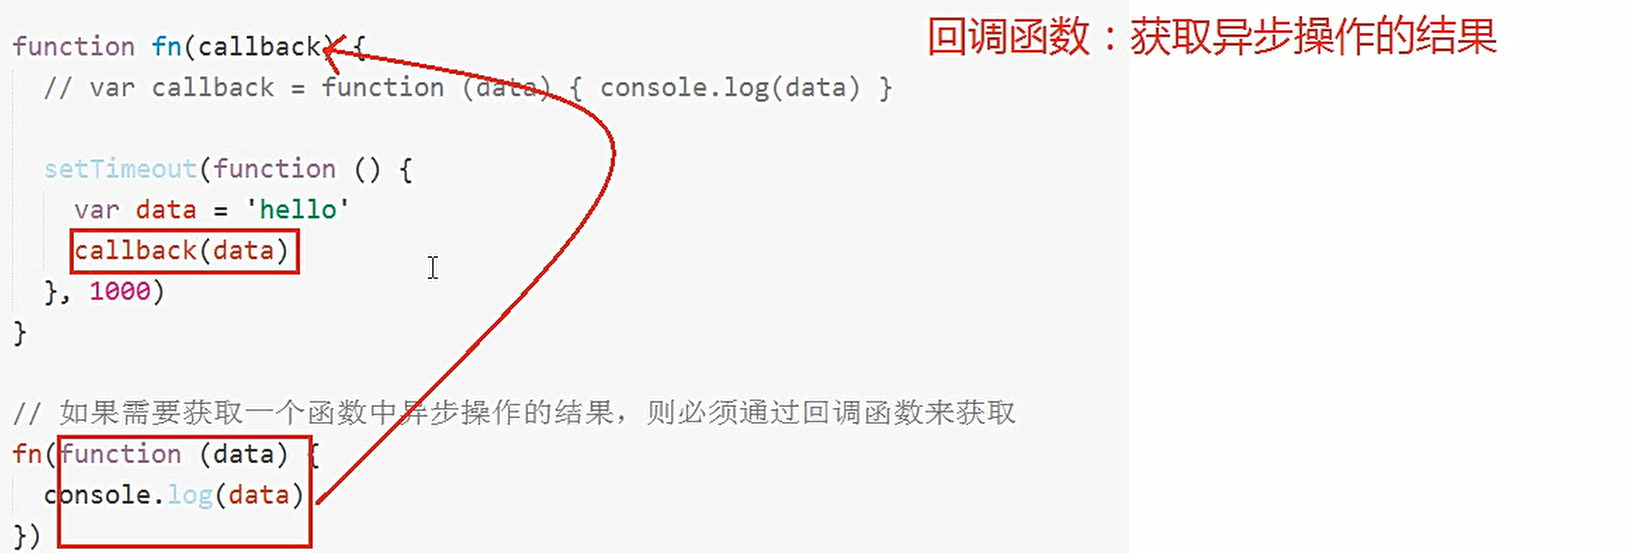 回调函数：获取异步操作的结果
function fn(callback) {
// var callback = function (data) { console.log(data) }
setTimeout(function () {
var data = 'hello'
callback(data)
}, 1000)
}
// 如果需要获取一个函数中异步操作的结果，则必须通过回调函数来获取
fn(function (data) {
console.log(data)
})